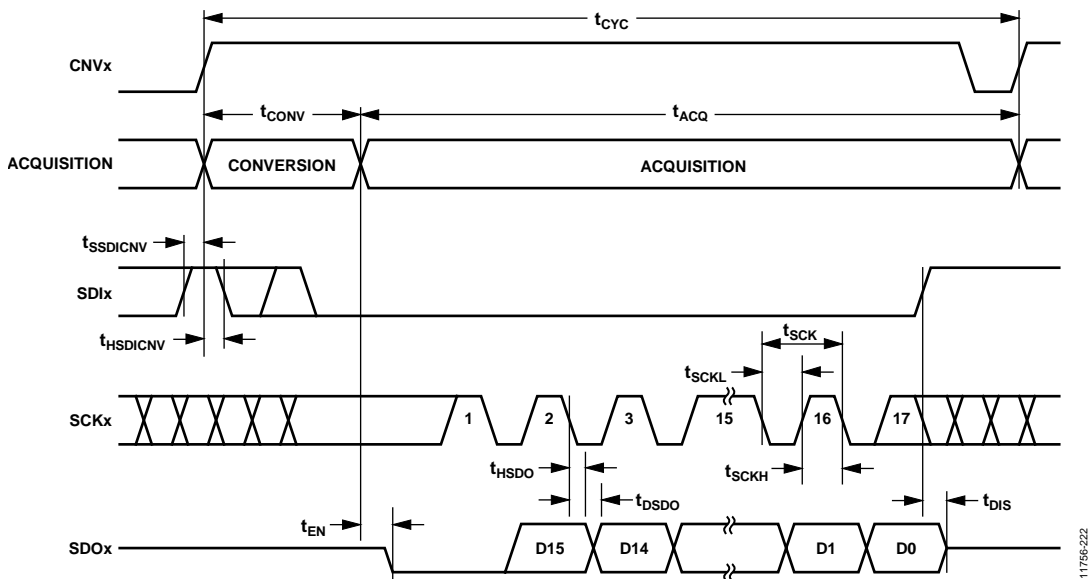 tCYC
CNVx
tCONV
tACQ
ACQUISITION
CONVERSION
ACQUISITION
tSSDICNV
SDIx
tHSDICNV
tSCK
tSCKL
SCKx
1
2
3
15
16
17
tHSDO
tSCKH
tDSDO
tDIS
tEN
SDOx
D15
D14
D1
D0
11756-222